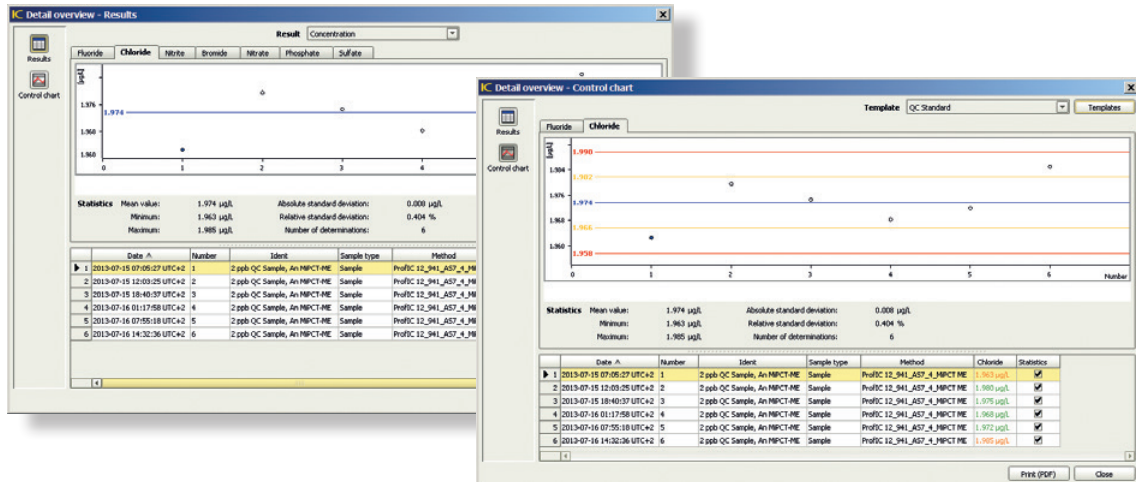 IC Detail overview - Results
Result Concentration
Results
Control chart
Fluoride Chloride Nitrite Bromide Nitrate Phosphate Sulfate
[µg/L]
1.976
1.974
1.968
1.960
0 1 2 3 4
Statistics Mean value: 1.974 µg/L Absolute standard deviation: 0.008 µg/L
Minimum: 1.963 µg/L Relative standard deviation: 0.404 %
Maximum: 1.985 µg/L Number of determinations: 6
Date Number Ident Sample type Method
1 2013-07-15 07:05:27 UTC+2 1 2 ppb QC Sample, An MiPCT-ME Sample ProfIC 12_941_AS7_4_MiP
2 2013-07-15 12:03:25 UTC+2 2 2 ppb QC Sample, An MiPCT-ME Sample ProfIC 12_941_AS7_4_MiP
3 2013-07-15 18:40:37 UTC+2 3 2 ppb QC Sample, An MiPCT-ME Sample ProfIC 12_941_AS7_4_MiP
4 2013-07-16 01:17:58 UTC+2 4 2 ppb QC Sample, An MiPCT-ME Sample ProfIC 12_941_AS7_4_MiP
5 2013-07-16 07:55:18 UTC+2 5 2 ppb QC Sample, An MiPCT-ME Sample ProfIC 12_941_AS7_4_MiP
6 2013-07-16 14:32:36 UTC+2 6 2 ppb QC Sample, An MiPCT-ME Sample ProfIC 12_941_AS7_4_MiP
IC Detail overview - Control chart
Template QC Standard Templates
Results
Control chart
Fluoride Chloride
[µg/L]
1.990
1.984
1.982
1.976
1.974
1.968
1.966
1.960
1.958
0 1 2 3 4 5 6 Number
Statistics Mean value: 1.974 µg/L Absolute standard deviation: 0.008 µg/L
Minimum: 1.963 µg/L Relative standard deviation: 0.404 %
Maximum: 1.985 µg/L Number of determinations: 6
Date Number Ident Sample type Method Chloride Statistics
1 2013-07-15 07:05:27 UTC+2 1 2 ppb QC Sample, An MiPCT-ME Sample ProfIC 12_941_AS7_4_MiPCT ME 1.963 µg/L
2 2013-07-15 12:03:25 UTC+2 2 2 ppb QC Sample, An MiPCT-ME Sample ProfIC 12_941_AS7_4_MiPCT ME 1.980 µg/L
3 2013-07-15 18:40:37 UTC+2 3 2 ppb QC Sample, An MiPCT-ME Sample ProfIC 12_941_AS7_4_MiPCT ME 1.975 µg/L
4 2013-07-16 01:17:58 UTC+2 4 2 ppb QC Sample, An MiPCT-ME Sample ProfIC 12_941_AS7_4_MiPCT ME 1.968 µg/L
5 2013-07-16 07:55:18 UTC+2 5 2 ppb QC Sample, An MiPCT-ME Sample ProfIC 12_941_AS7_4_MiPCT ME 1.972 µg/L
6 2013-07-16 14:32:36 UTC+2 6 2 ppb QC Sample, An MiPCT-ME Sample ProfIC 12_941_AS7_4_MiPCT ME 1.985 µg/L
Print (PDF) Close